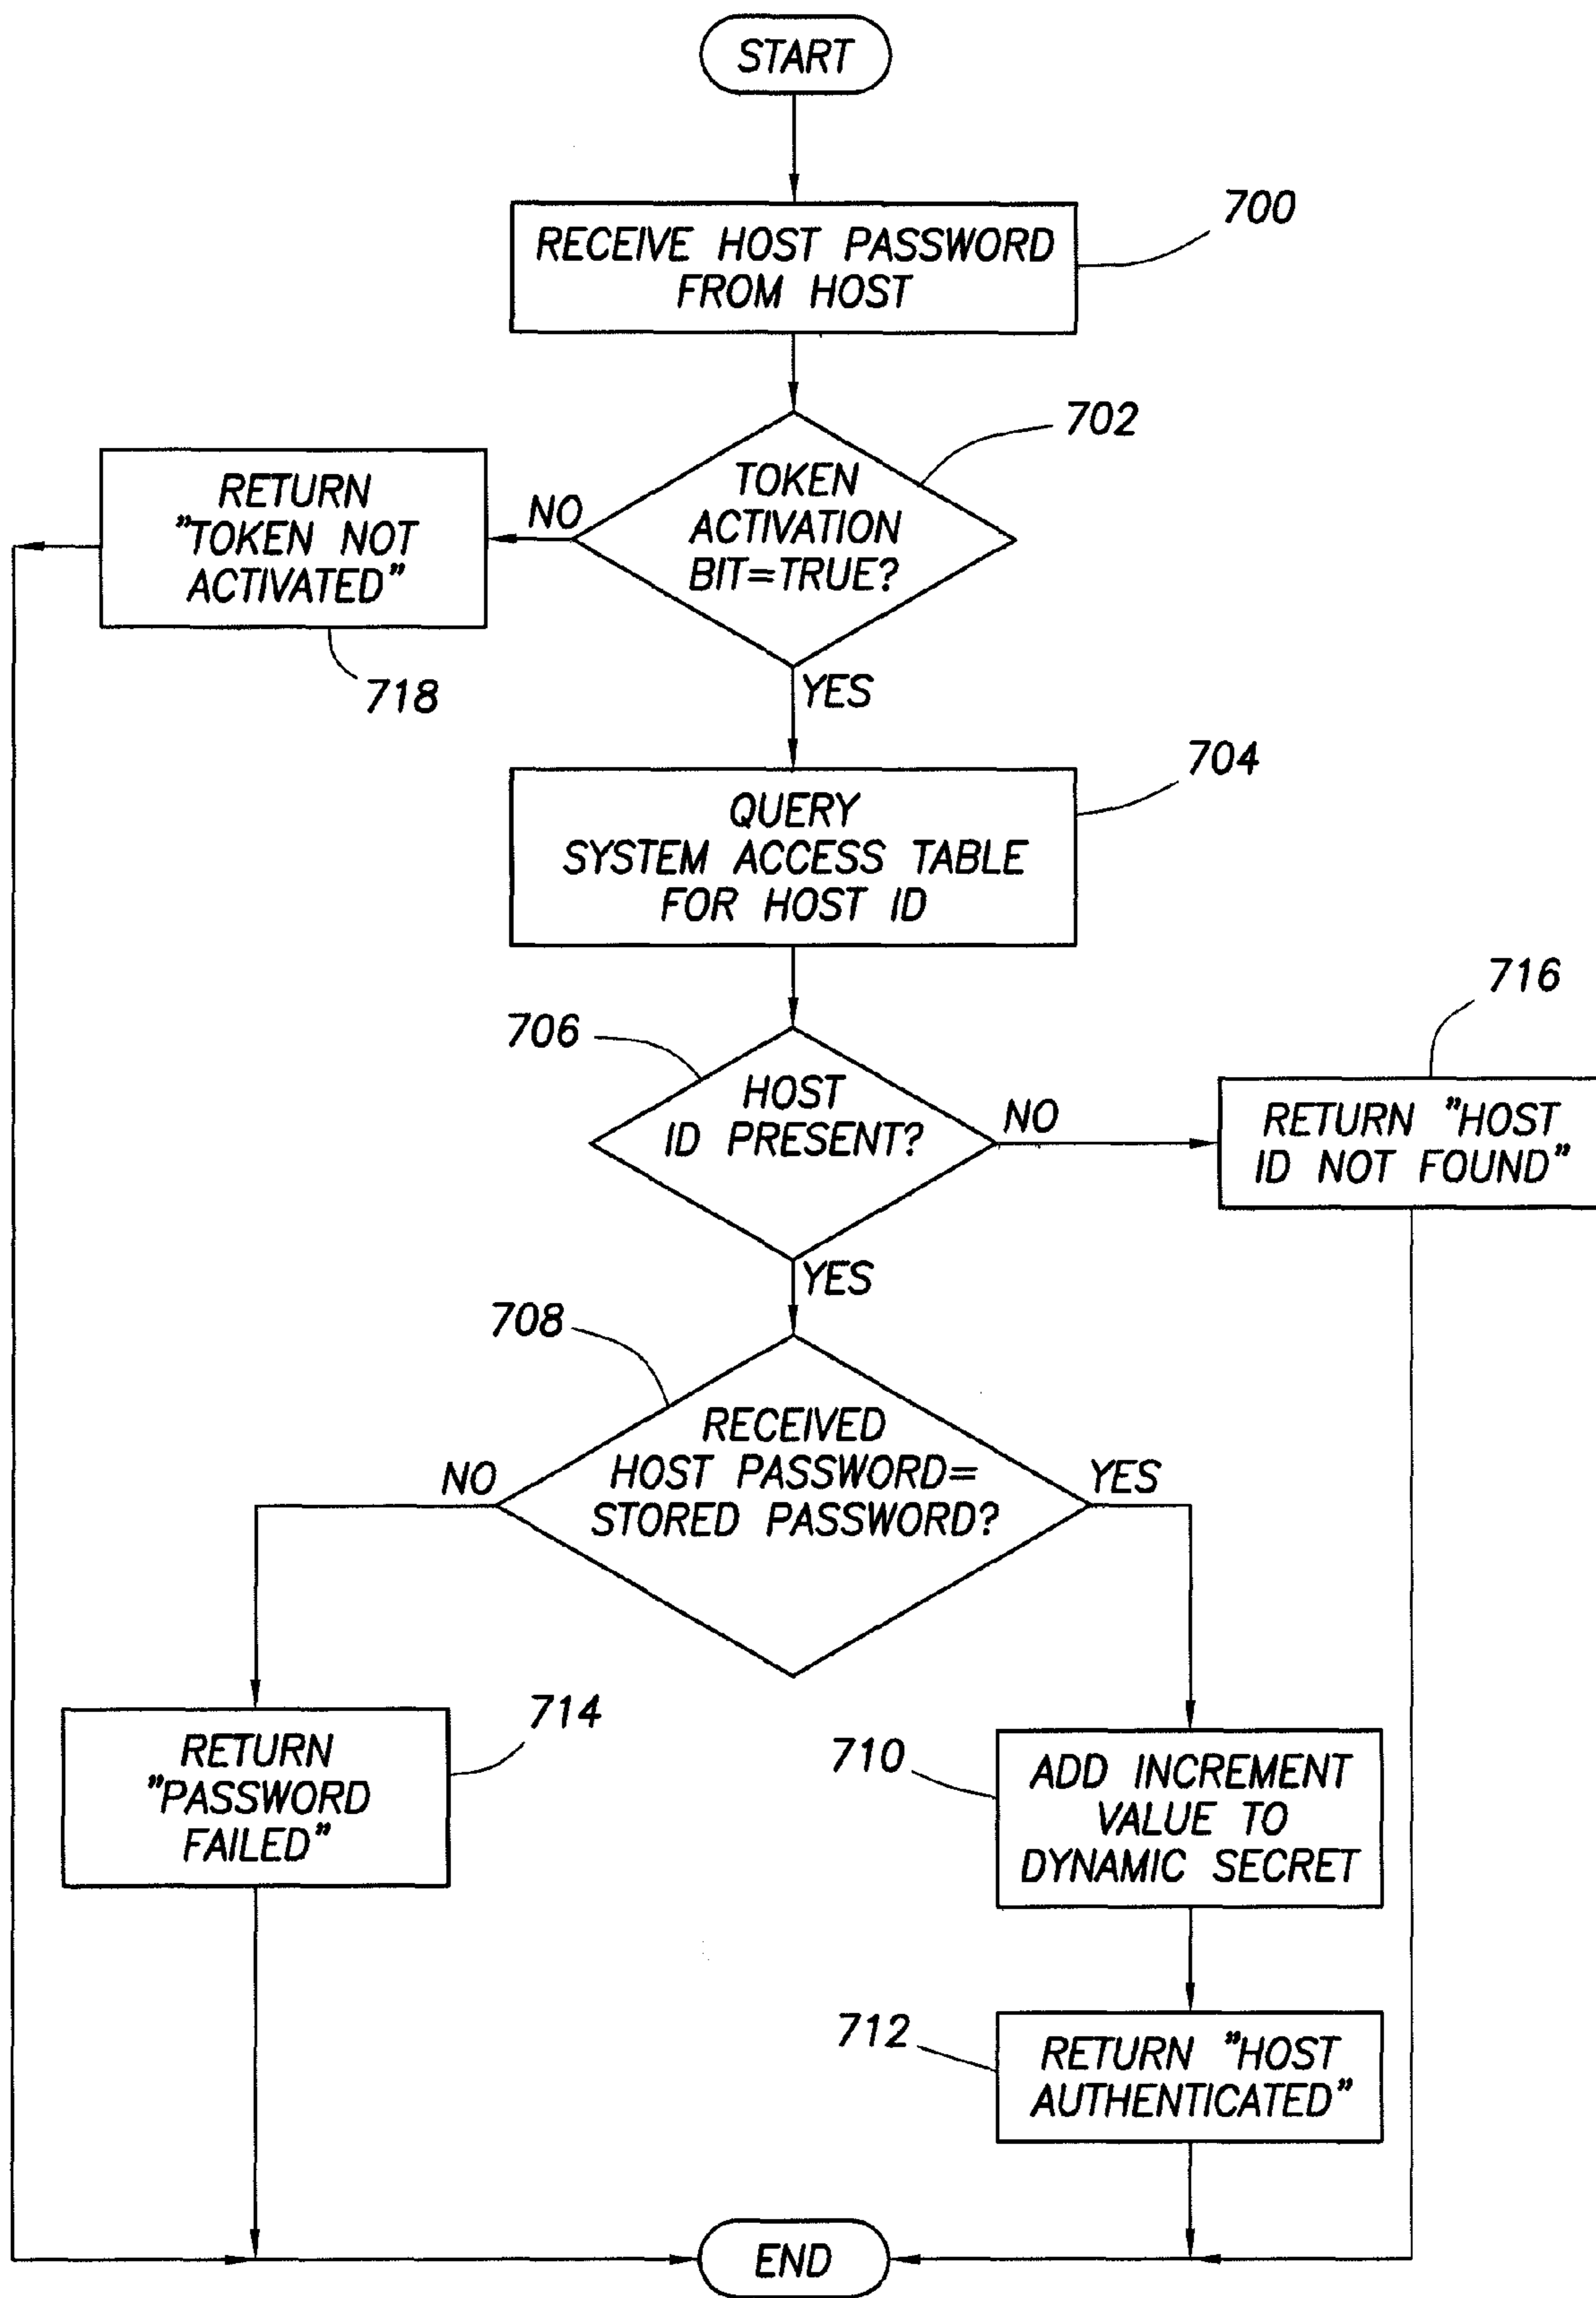 START
700
RECEIVE HOST PASSWORD
FROM HOST
702
TOKEN
ACTIVATION
BIT=TRUE?
NO
RETURN
"TOKEN NOT
ACTIVATED"
718
YES
704
QUERY
SYSTEM ACCESS TABLE
FOR HOST ID
716
706
HOST
ID PRESENT?
NO
RETURN "HOST
ID NOT FOUND"
YES
708
RECEIVED
HOST PASSWORD=
STORED PASSWORD?
NO
YES
714
RETURN
"PASSWORD
FAILED"
710
ADD INCREMENT
VALUE TO
DYNAMIC SECRET
712
RETURN "HOST
AUTHENTICATED"
END